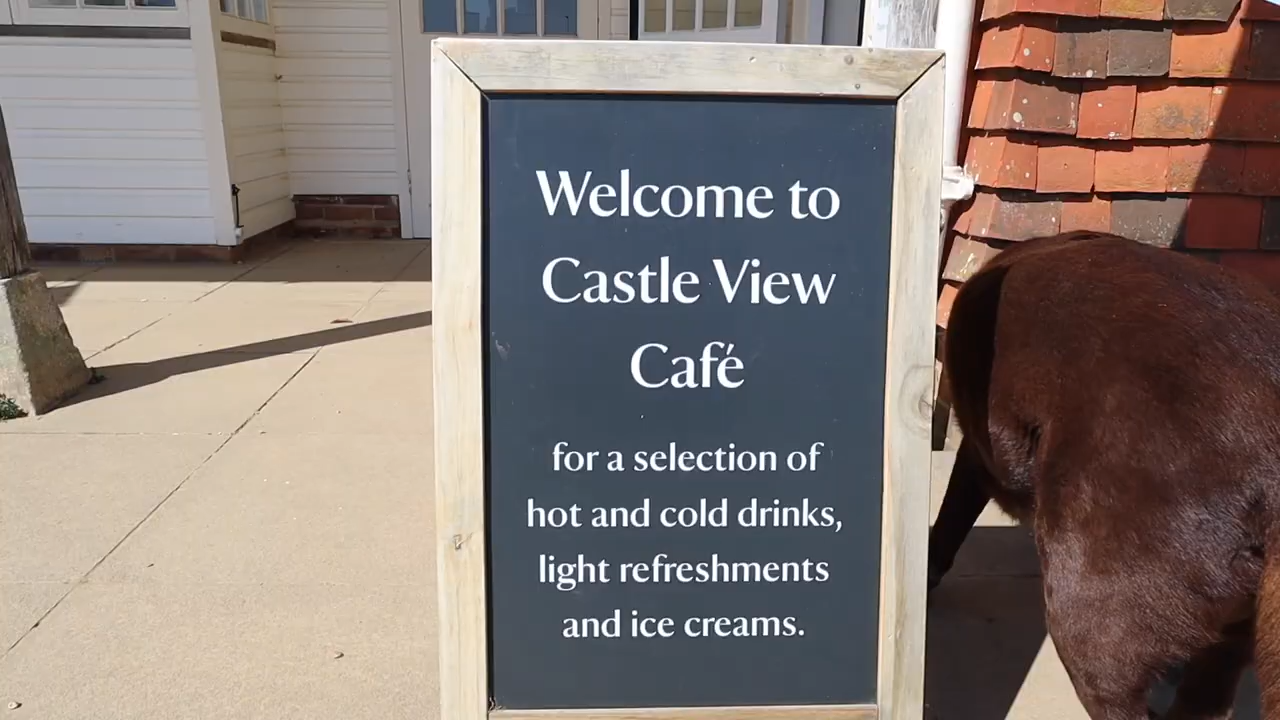 Welcome to
Castle View
Café
for a selection of
hot and cold drinks,
light refreshments
and ice creams.